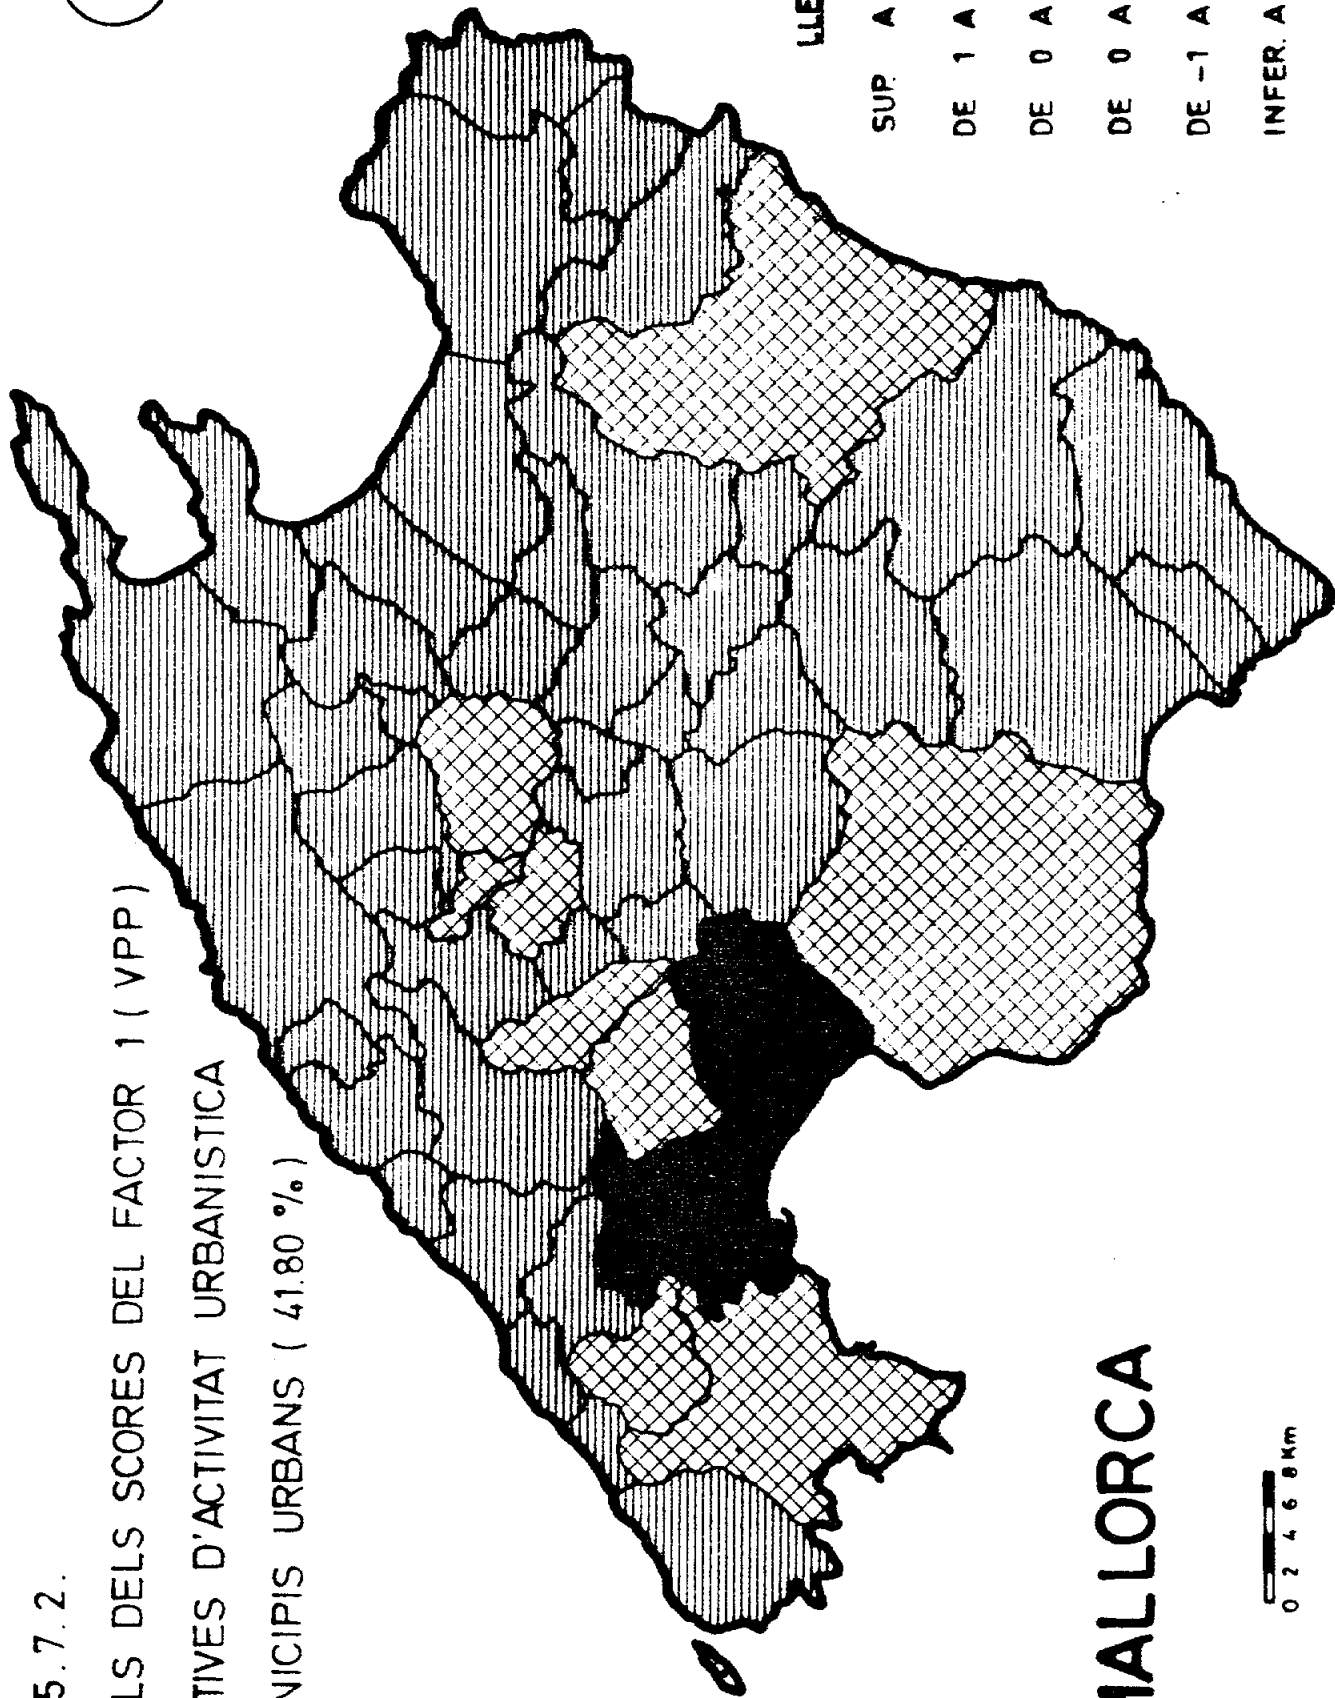 5.7.2.
LS DELS SCORES DEL FACTOR 1 ( VPP )
TIVES D'ACTIVITAT URBANISTICA
NICIPIS URBANS ( 41.80 % )
LLE
SUP. A
DE 1 A
DE 0 A
DE 0 A
DE -1 A
INFER. A
MALLORCA
0 2 4 6 8 Km